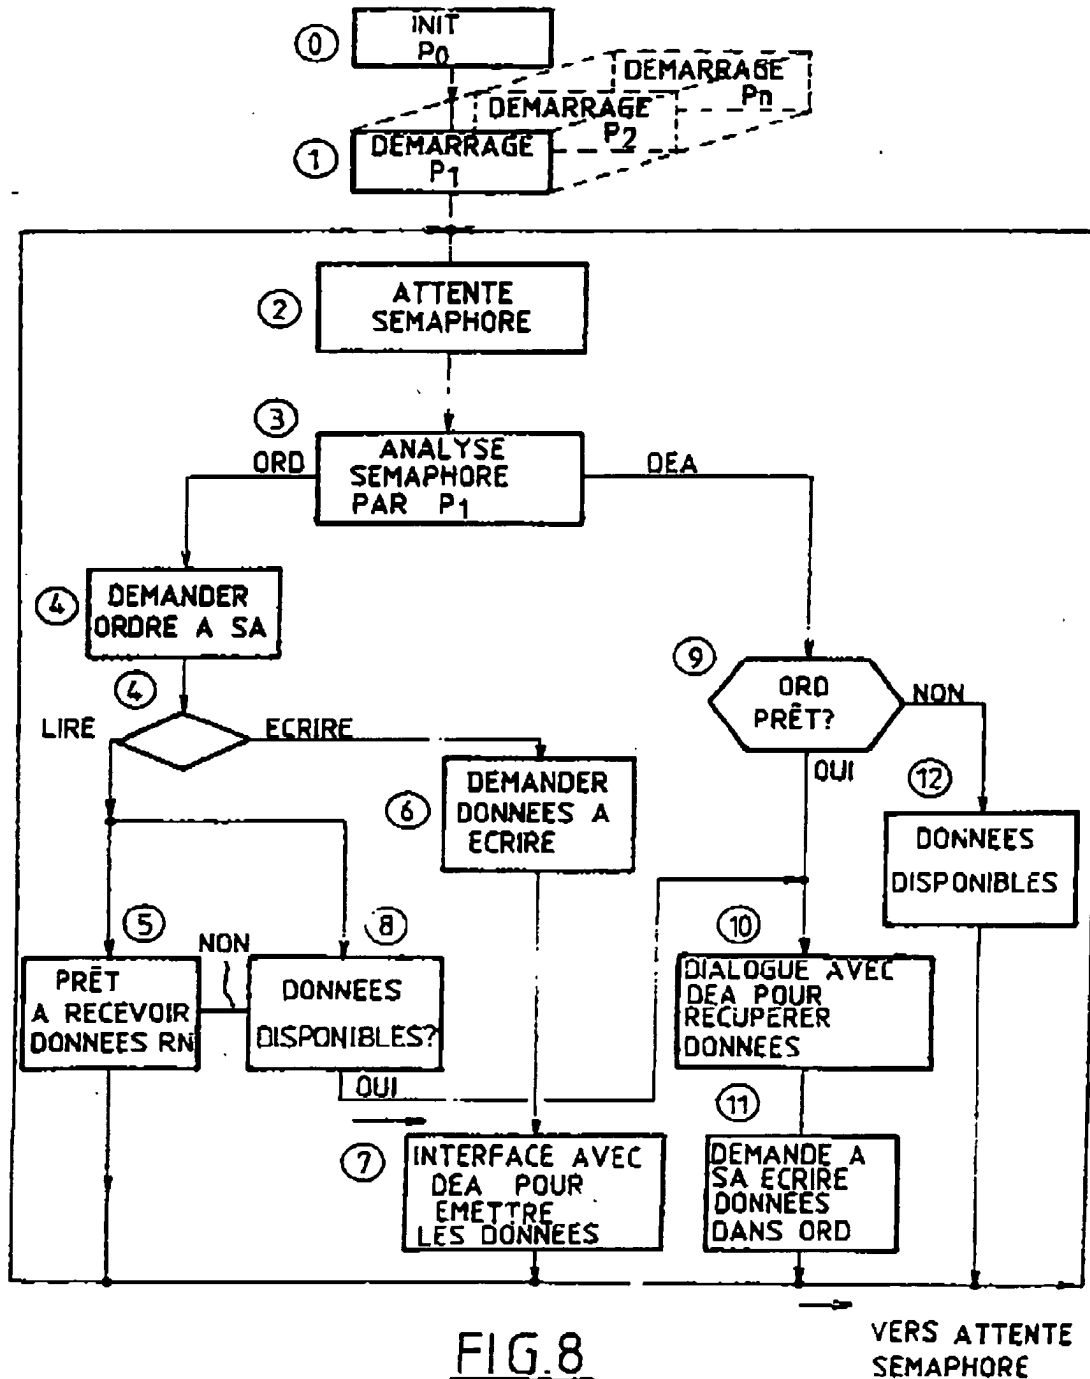 0
INIT
P0
DEMARRAGE
Pn
DEMARRAGE
P2
1
DEMARRAGE
P1
2
ATTENTE
SEMAPHORE
3
ANALYSE
SEMAPHORE
PAR P1
ORD
DEA
4
DEMANDER
ORDRE A SA
4
LIRE
ECRIRE
9
ORD
PRÊT?
NON
OUI
6
DEMANDER
DONNEES A
ECRIRE
12
DONNEES
DISPONIBLES
5
NON
8
PRÊT
A RECEVOIR
DONNEES RN
DONNEES
DISPONIBLES?
OUI
10
DIALOGUE AVEC
DEA POUR
RECUPERER
DONNEES
7
INTERFACE AVEC
DEA POUR
EMETTRE
LES DONNEES
11
DEMANDE A
SA ECRIRE
DONNEES
DANS ORD
VERS ATTENTE
SEMAPHORE
FIG.8